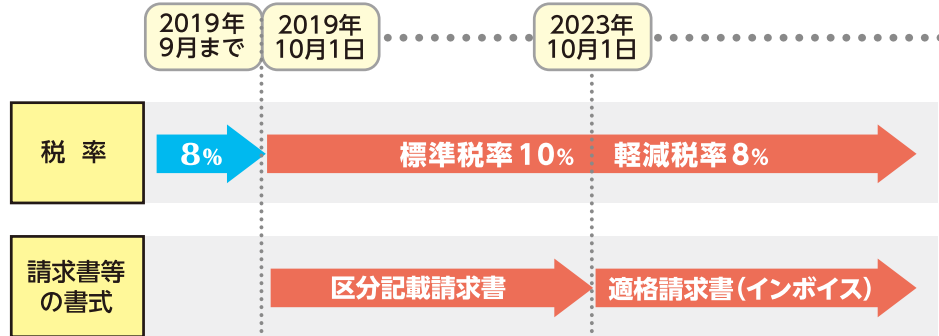 2019年
9月まで
2019年
10月1日
2023年
10月1日
税 率
8%
標準税率10% 軽減税率8%
請求書等
の書式
区分記載請求書
適格請求書(インボイス)